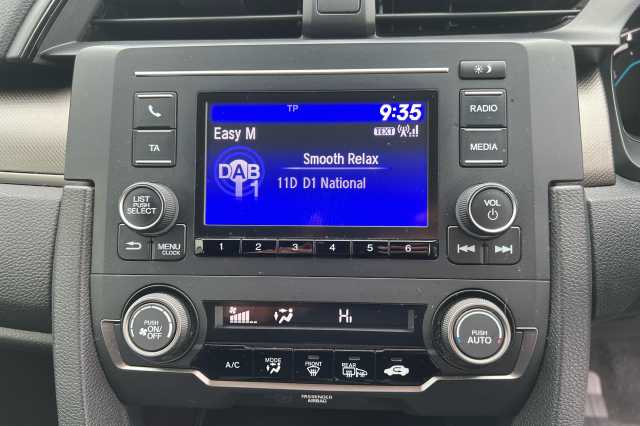 TP
9:35
Easy M
TEXT
Smooth Relax
DAB
11D D1 National
TA
RADIO
MEDIA
LIST
PUSH
SELECT
VOL
MENU
CLOCK
1 2 3 4 5 6
PUSH
ON/
OFF
Hi
PUSH
AUTO
A/C
MODE
FRONT
REAR
PASSENGER
AIRBAG